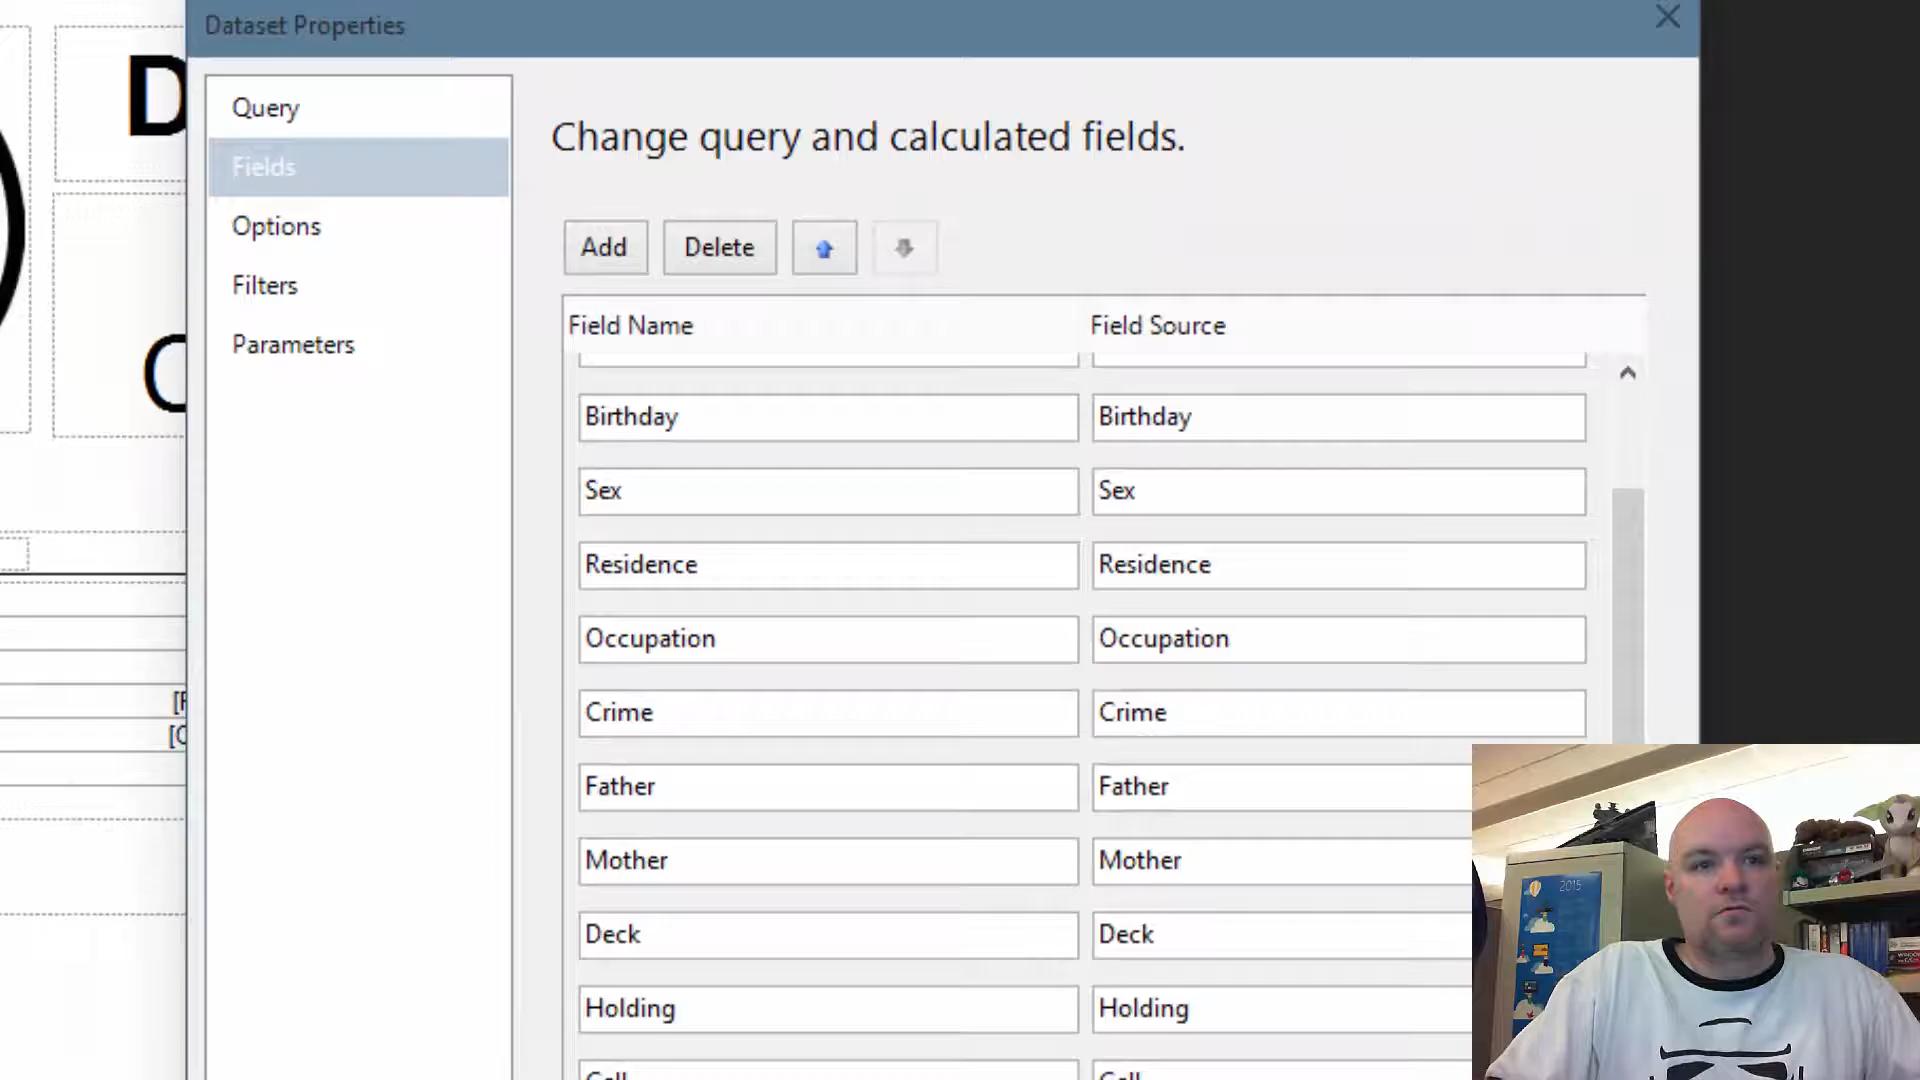 Dataset Properties
D
C
Query
Fields
Options
Filters
Parameters
Change query and calculated fields.
Add
Delete
Field Name
Field Source
Birthday
Birthday
Sex
Sex
Residence
Residence
Occupation
Occupation
Crime
Crime
Father
Father
Mother
Mother
Deck
Deck
Holding
Holding
2015